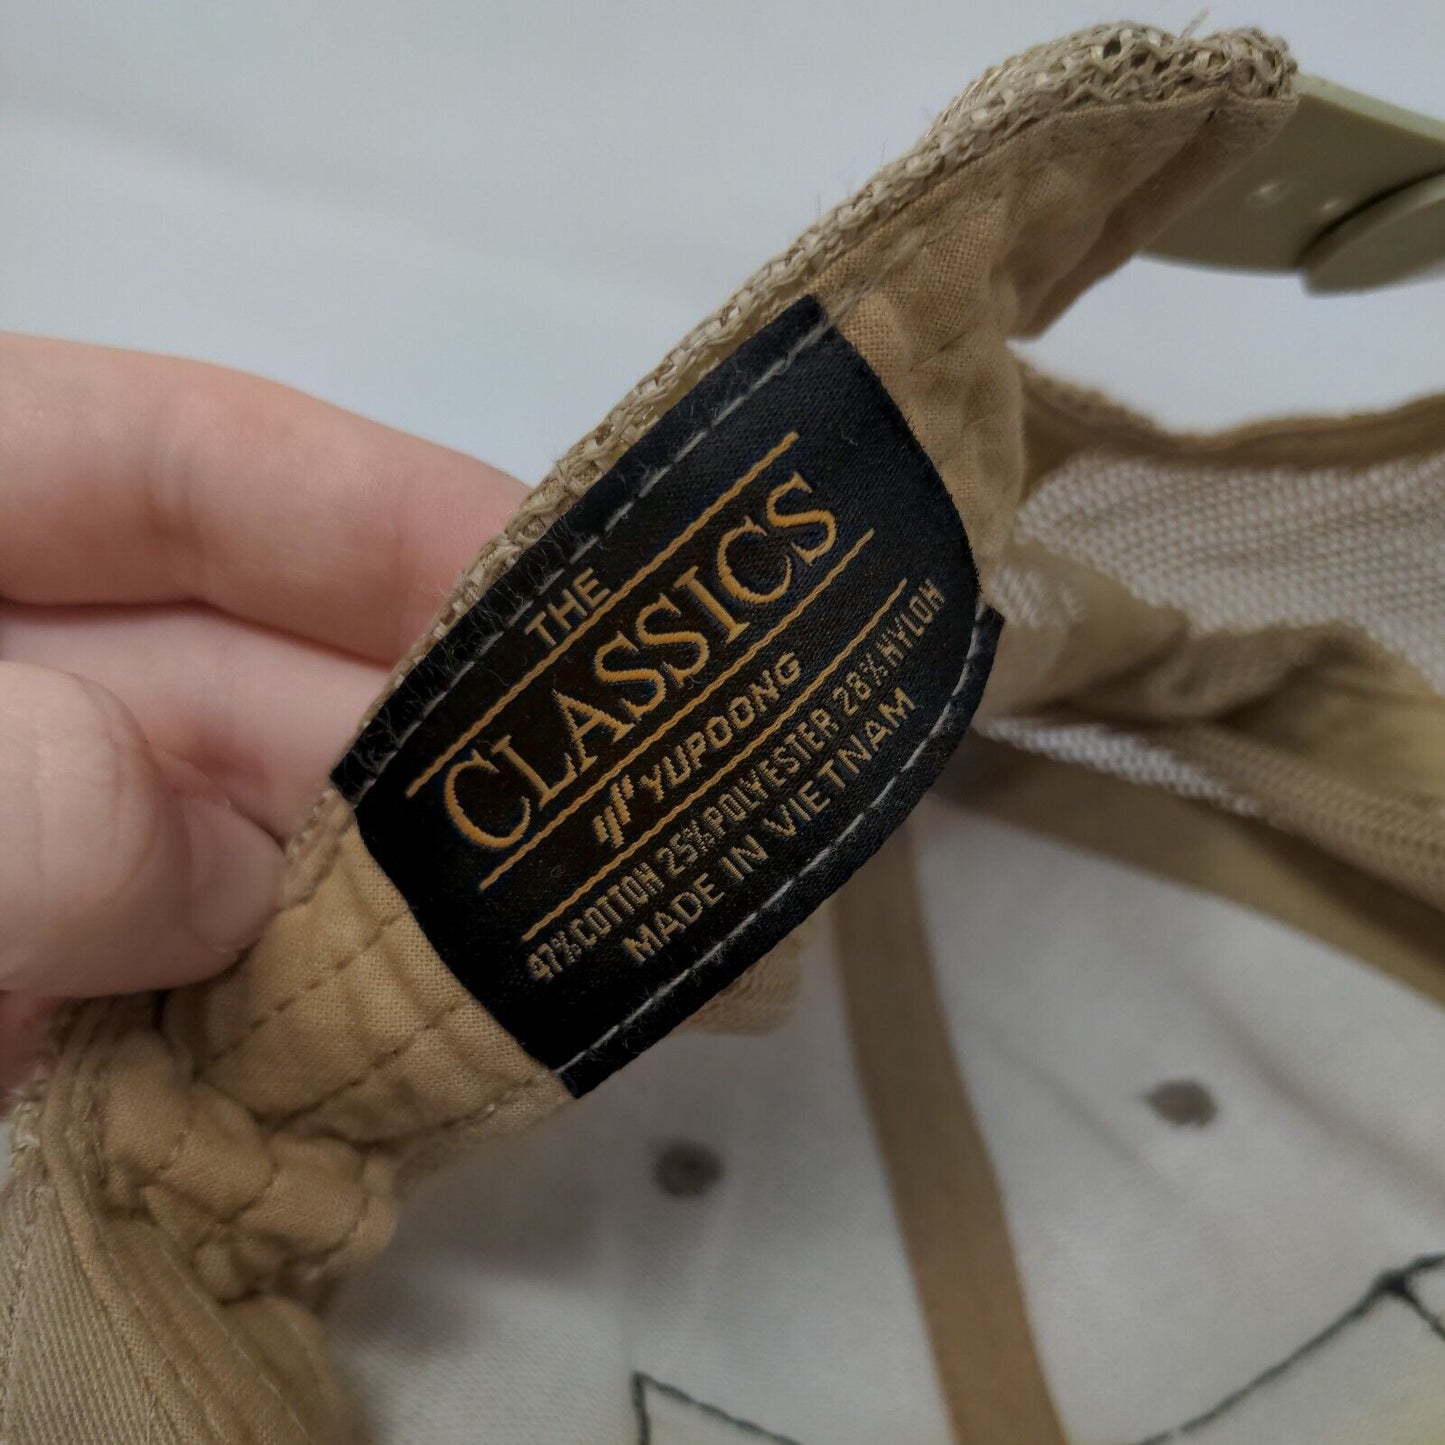 THE
CLASSICS
YUPOONG
47%COTTON 25%POLYESTER 28%NYLON
MADE IN VIETNAM